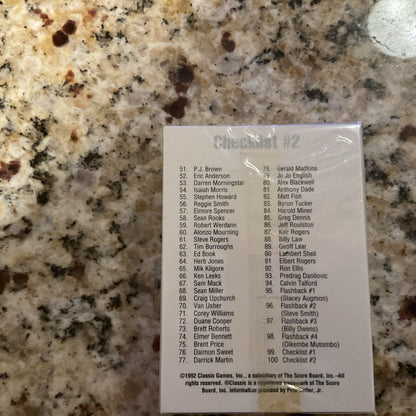 Checklist #2
51. P.J. Brown
52. Eric Anderson
53. Darren Morningstar
54. Isaiah Morris
55. Stephen Howard
56. Reggie Smith
57. Elmore Spencer
58. Sean Rooks
59. Robert Werdann
60. Alonzo Mourning
61. Steve Rogers
62. Tim Burroughs
63. Ed Book
64. Herb Jones
65. Mik Kilgore
66. Ken Leeks
67. Sam Mack
68. Sean Miller
69. Craig Upchurch
70. Van Usher
71. Corey Williams
72. Duane Cooper
73. Brett Roberts
74. Elmer Bennett
75. Brent Price
76. Daimon Sweet
77. Darrick Martin
78. Gerald Madkins
79. Jo Jo English
80. Alex Blackwell
81. Anthony Dade
82. Matt Fish
83. Byron Tucker
84. Harold Miner
85. Greg Dennis
86. Jeff Roulston
87. Keir Rogers
88. Billy Law
89. Geoff Lear
90. Lambert Shell
91. Elbert Rogers
92. Ron Ellis
93. Predrag Danilovic
94. Calvin Talford
95. Flashback #1
(Stacey Augmon)
96. Flashback #2
(Steve Smith)
97. Flashback #3
(Billy Owens)
98. Flashback #4
(Dikembe Mutombo)
99. Checklist #1
100 Checklist #2
©1992 Classic Games, Inc., a subsidiary of The Score Board, Inc.-All
rights reserved. ®Classic is a registered trademark of The Score
Board, Inc. Information provided by Pete Sutter, Jr.